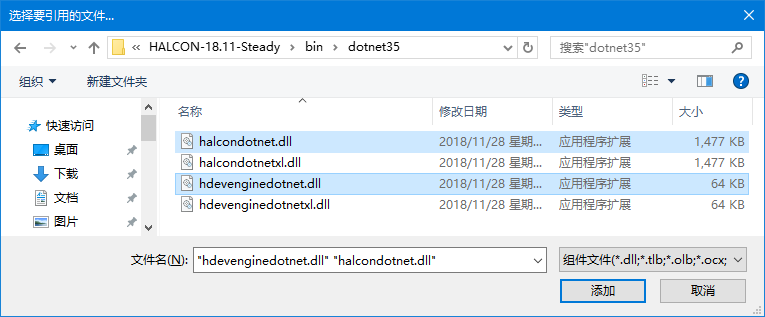 选择要引用的文件...
« HALCON-18.11-Steady > bin > dotnet35
搜索"dotnet35"
组织 新建文件夹
名称 修改日期 类型 大小
快速访问
桌面
下载
文档
图片
halcondotnet.dll 2018/11/28 星期... 应用程序扩展 1,477 KB
halcondotnetxl.dll 2018/11/28 星期... 应用程序扩展 1,477 KB
hdevenginedotnet.dll 2018/11/28 星期... 应用程序扩展 64 KB
hdevenginedotnetxl.dll 2018/11/28 星期... 应用程序扩展 64 KB
文件名(N): "hdevenginedotnet.dll" "halcondotnet.dll" 组件文件(*.dll;*.tlb;*.olb;*.ocx;
添加 取消